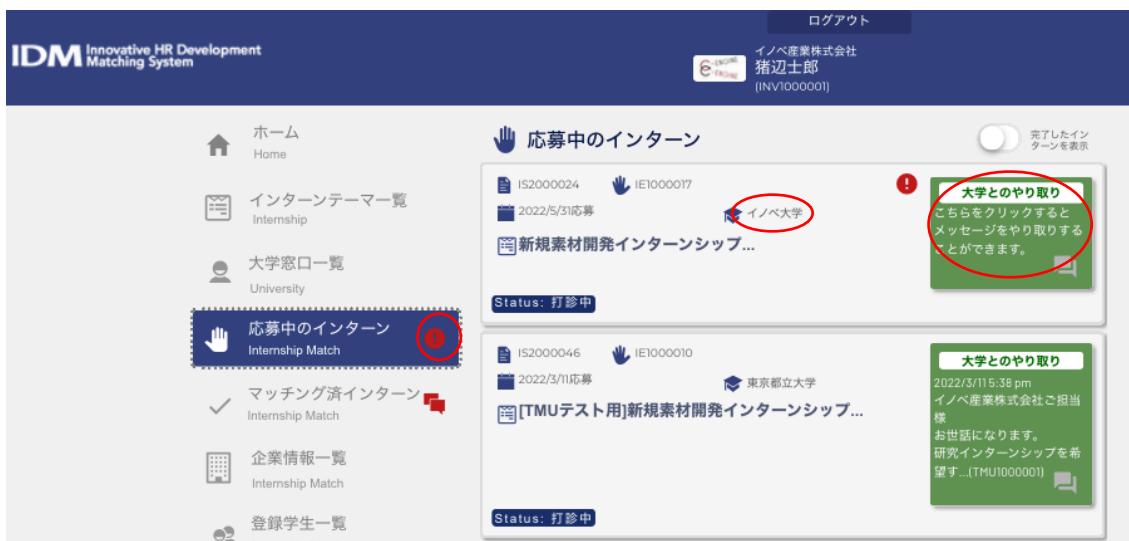 ログアウト
IDM Innovative HR Development
Matching System
イノベ産業株式会社
猪辺士郎
(INV1000001)
ホーム
Home
インターンテーマ一覧
Internship
大学窓口一覧
University
応募中のインターン
Internship Match
マッチング済インターン
Internship Match
企業情報一覧
Internship Match
登録学生一覧
応募中のインターン
完了したイン
ターンを表示
IS2000024 IE1000017
2022/5/31応募 イノベ大学
新規素材開発インターンシップ...
Status: 打診中
大学とのやり取り
こちらをクリックすると
メッセージをやり取りする
ことができます。
IS2000046 IE1000010
2022/3/11応募 東京都立大学
[TMUテスト用]新規素材開発インターンシップ...
Status: 打診中
大学とのやり取り
2022/3/11 5:38 pm
イノベ産業株式会社ご担当
様
お世話になります。
研究インターンシップを希
望す...(TMU1000001)